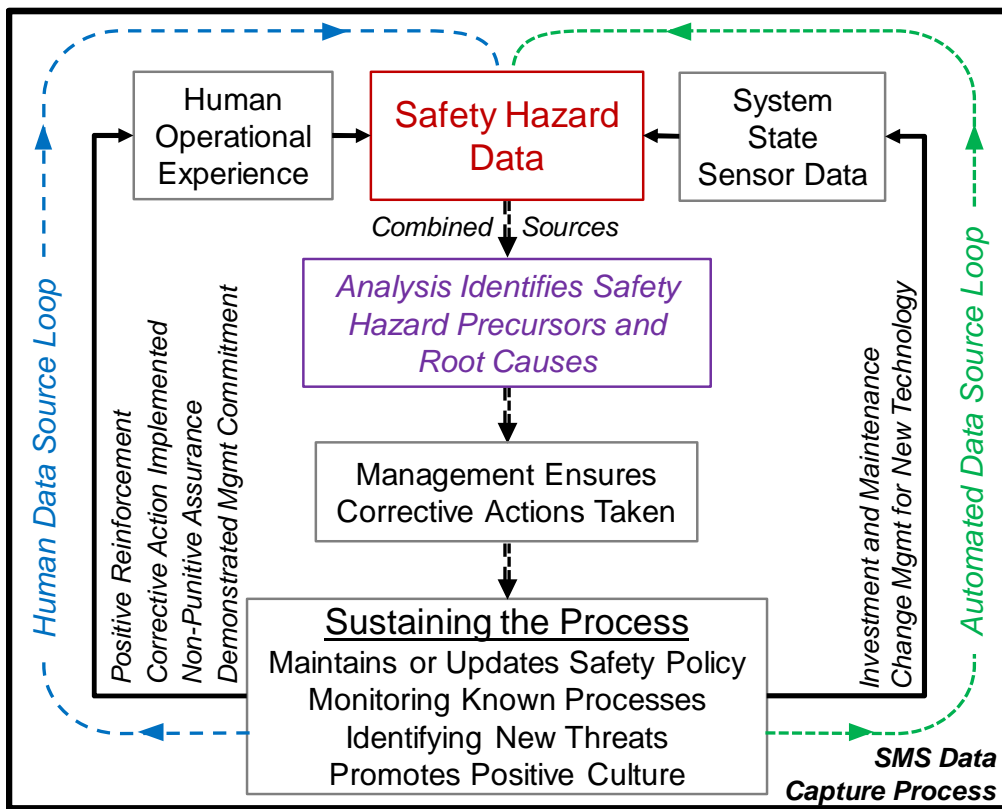 Human
Operational
Experience
Safety Hazard
Data
System
State
Sensor Data
Combined Sources
Analysis Identifies Safety
Hazard Precursors and
Root Causes
Management Ensures
Corrective Actions Taken
Sustaining the Process
Maintains or Updates Safety Policy
Monitoring Known Processes
Identifying New Threats
Promotes Positive Culture
Human Data Source Loop
Positive Reinforcement
Corrective Action Implemented
Non-Punitive Assurance
Demonstrated Mgmt Commitment
Investment and Maintenance
Change Mgmt for New Technology
Automated Data Source Loop
SMS Data
Capture Process